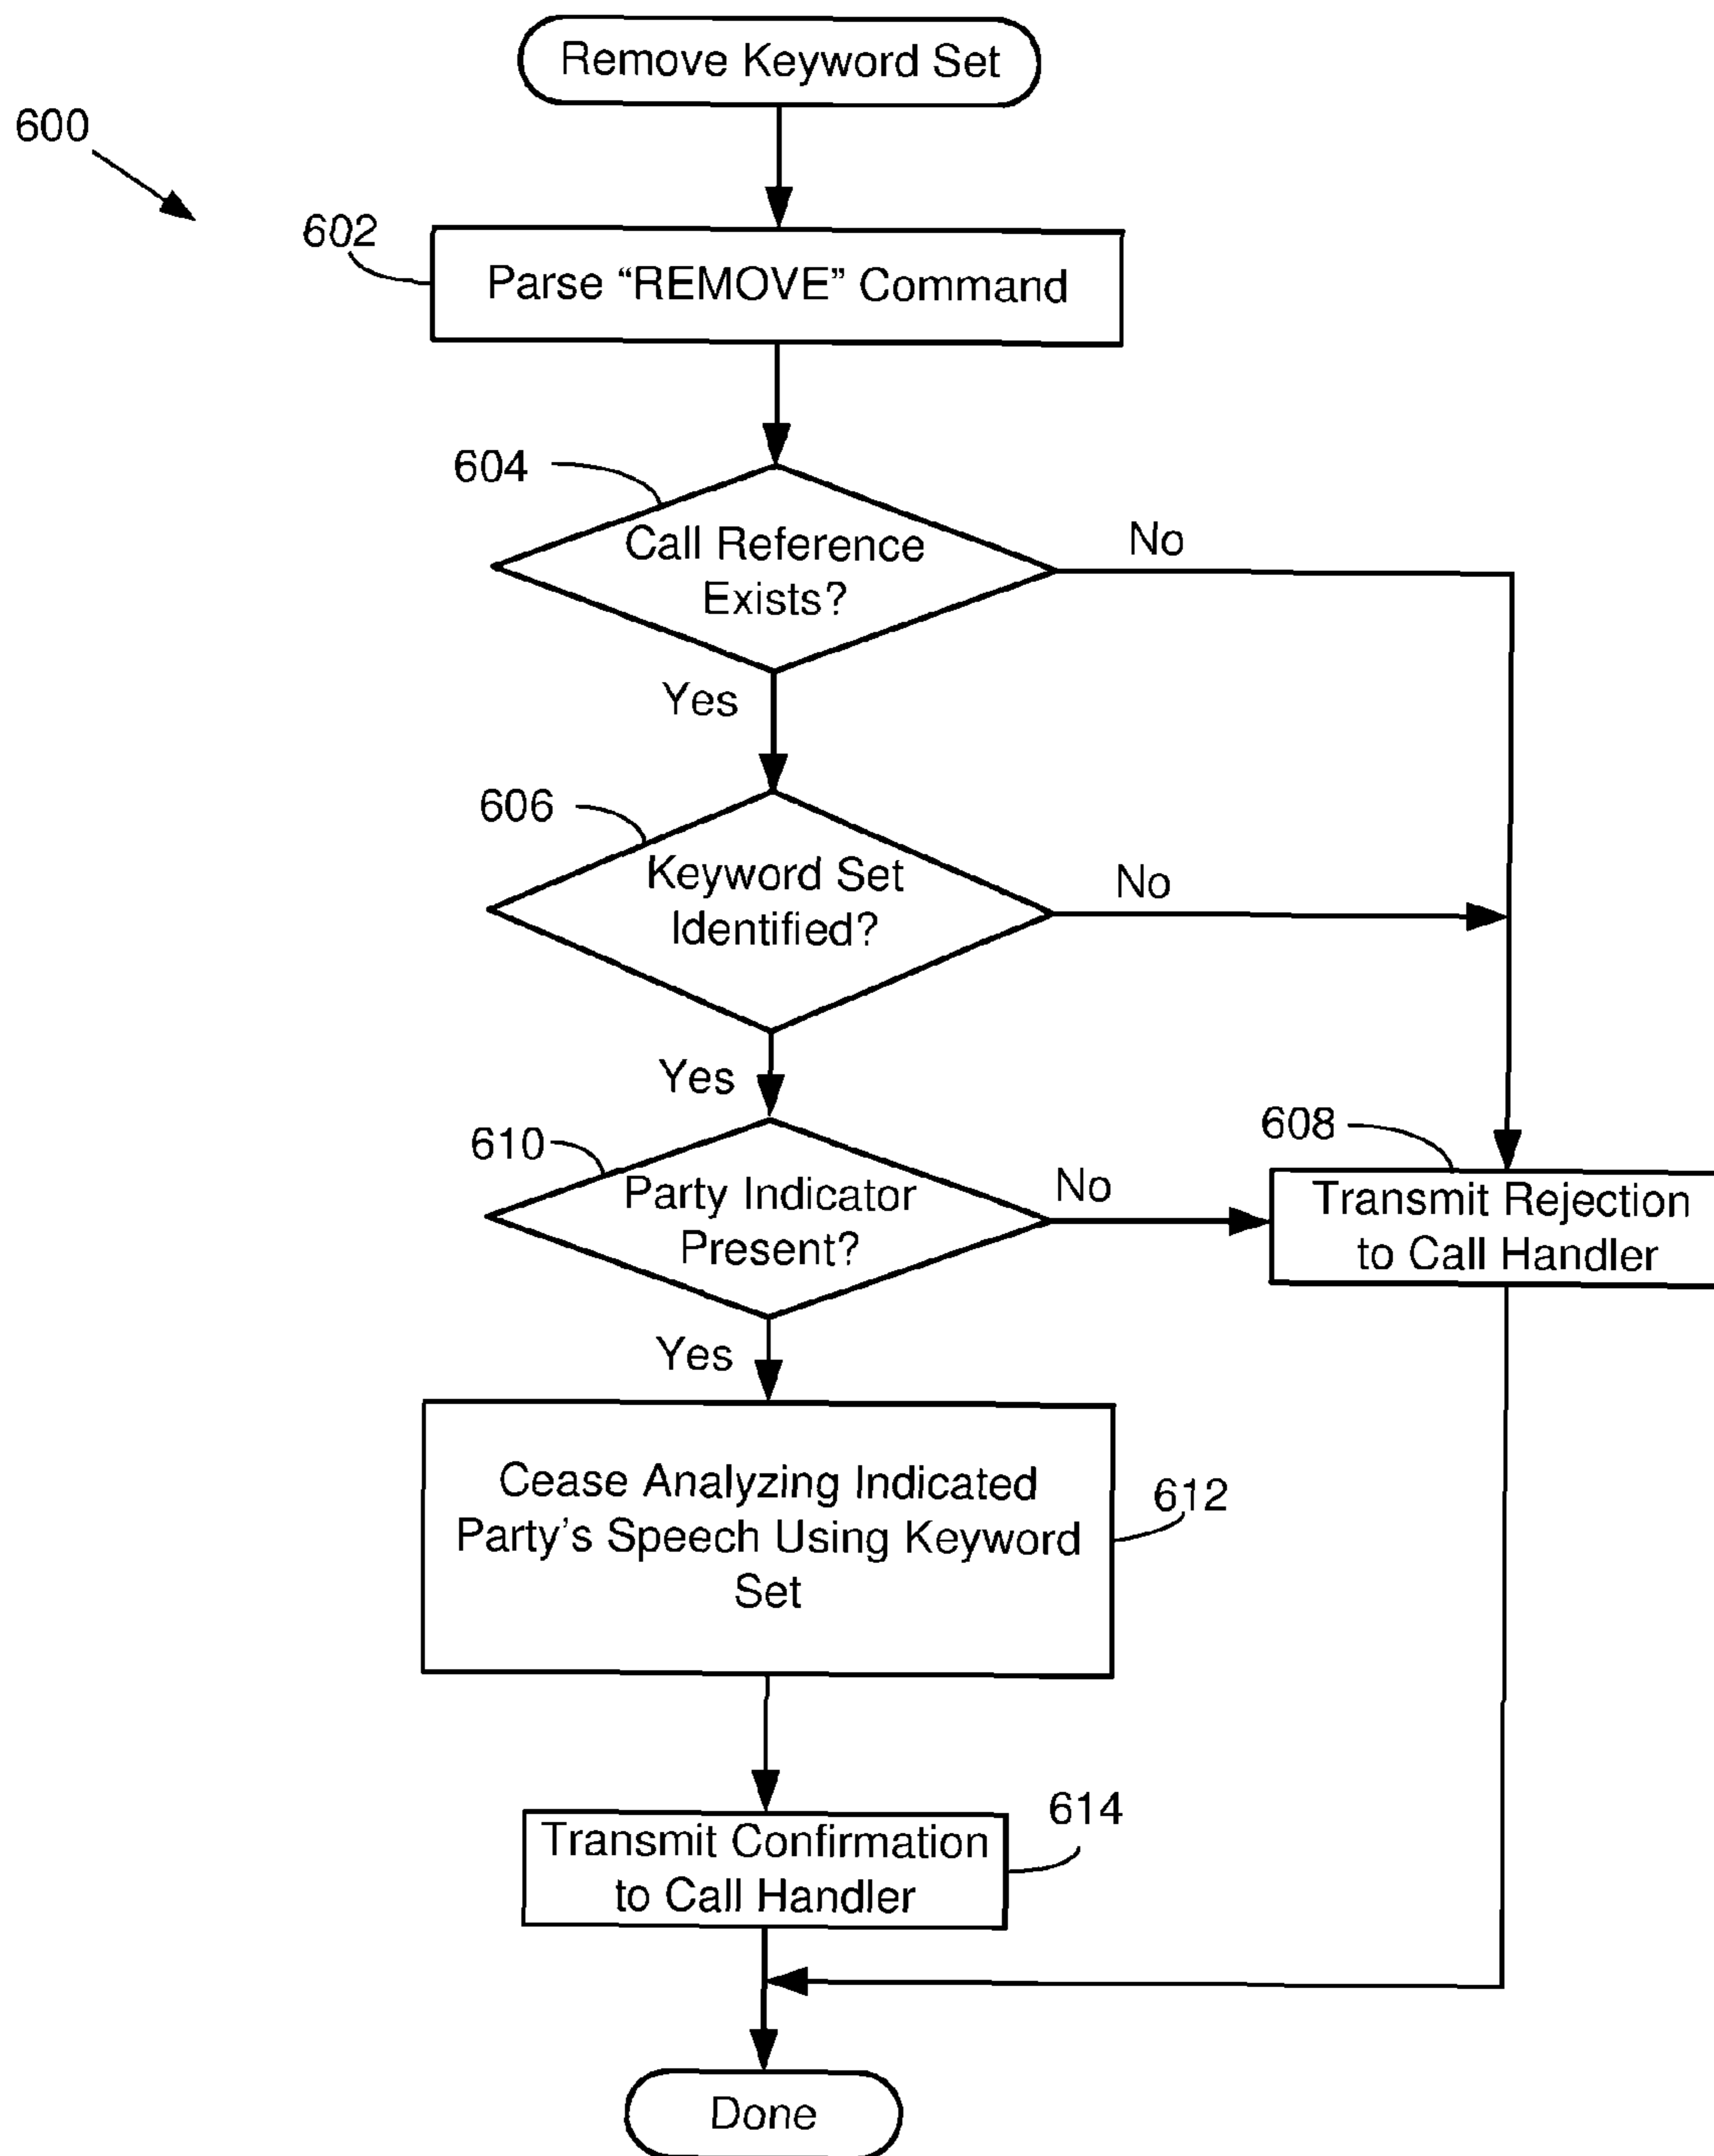 Remove Keyword Set
600
602
Parse “REMOVE” Command
604
Call Reference
Exists?
No
Yes
606
Keyword Set
Identified?
No
Yes
610
Party Indicator
Present?
No
608
Transmit Rejection
to Call Handler
Yes
Cease Analyzing Indicated
Party’s Speech Using Keyword
Set
612
614
Transmit Confirmation
to Call Handler
Done